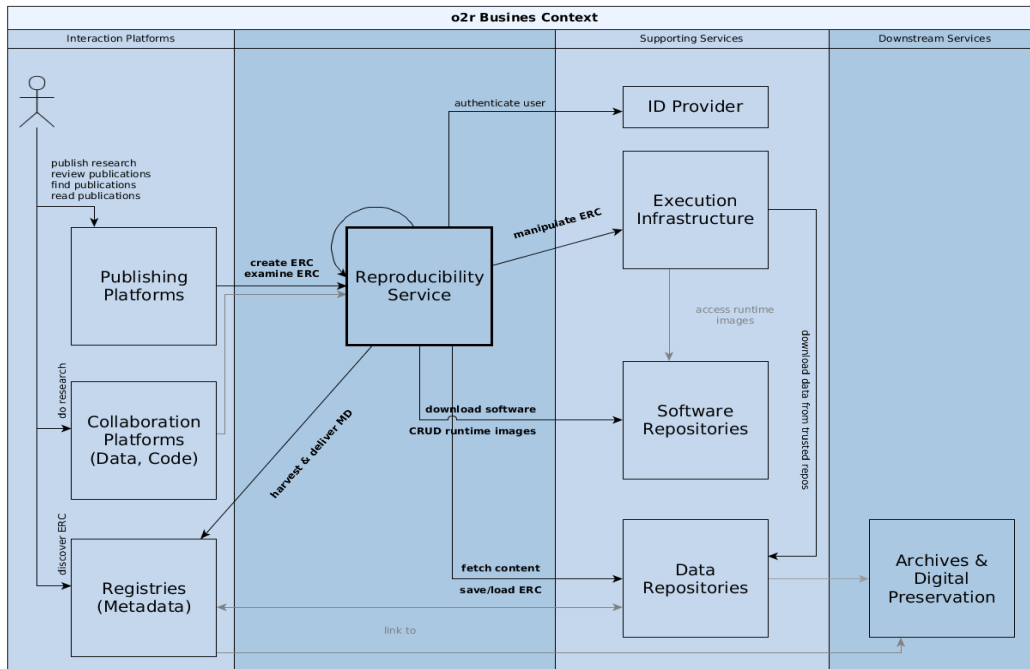 o2r Busines Context
Interaction Platforms
Supporting Services
Downstream Services
authenticate user
ID Provider
publish research
review publications
find publications
read publications
manipulate ERC
Execution
Infrastructure
Publishing
Platforms
create ERC
examine ERC
Reproducibility
Service
access runtime
images
download data from trusted repos
do research
Collaboration
Platforms
(Data, Code)
harvest & deliver MD
download software
CRUD runtime images
Software
Repositories
discover ERC
Registries
(Metadata)
fetch content
save/load ERC
Data
Repositories
Archives &
Digital
Preservation
link to